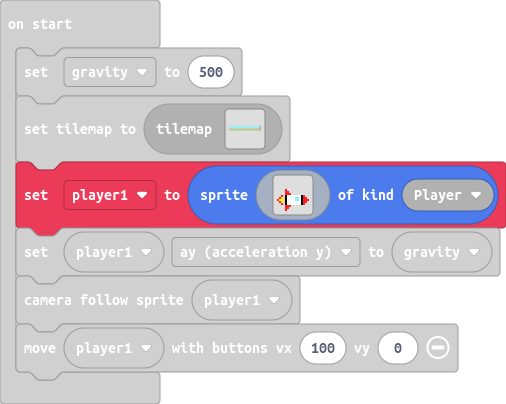 on start
set gravity to 500
set tilemap to tilemap
set player1 to sprite of kind Player
set player1 ay (acceleration y) to gravity
camera follow sprite player1
move player1 with buttons vx 100 vy 0